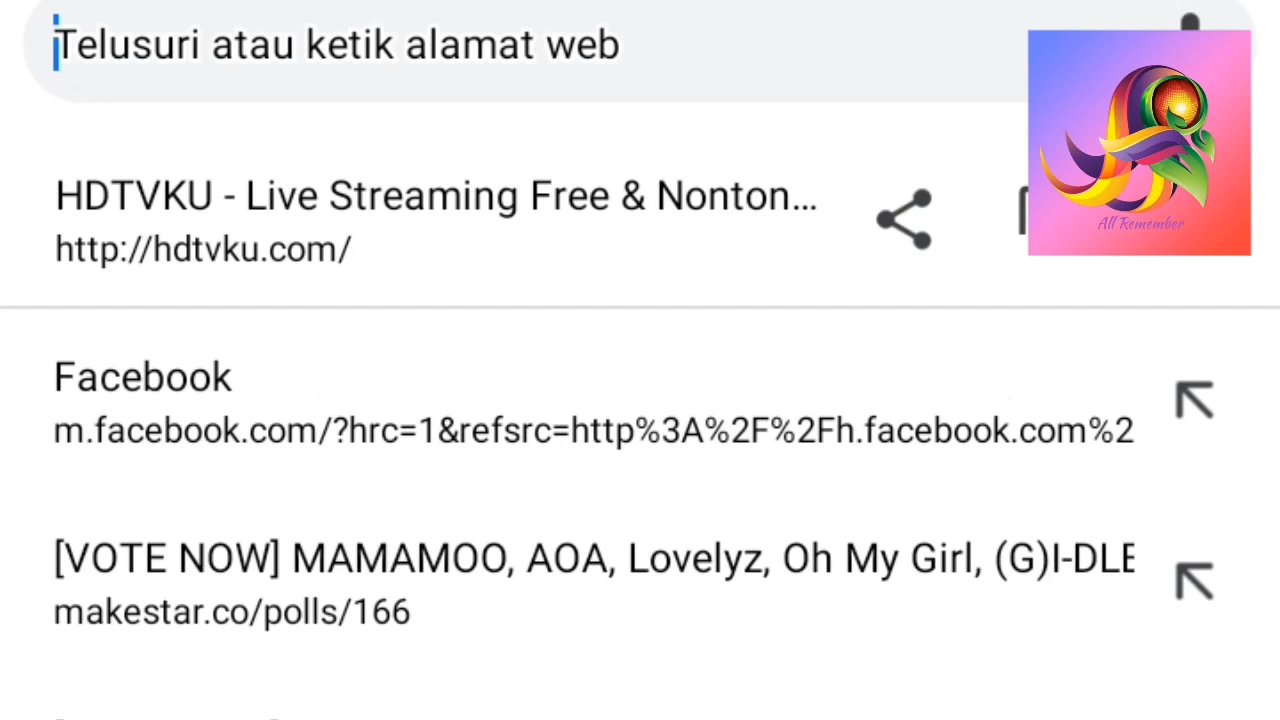 Telusuri atau ketik alamat web
All Remember
HDTVKU - Live Streaming Free & Nonton...
http://hdtvku.com/
Facebook
m.facebook.com/?hrc=1&refsrc=http%3A%2F%2Fh.facebook.com%2
[VOTE NOW] MAMAMOO, AOA, Lovelyz, Oh My Girl, (G)I-DLE
makestar.co/polls/166